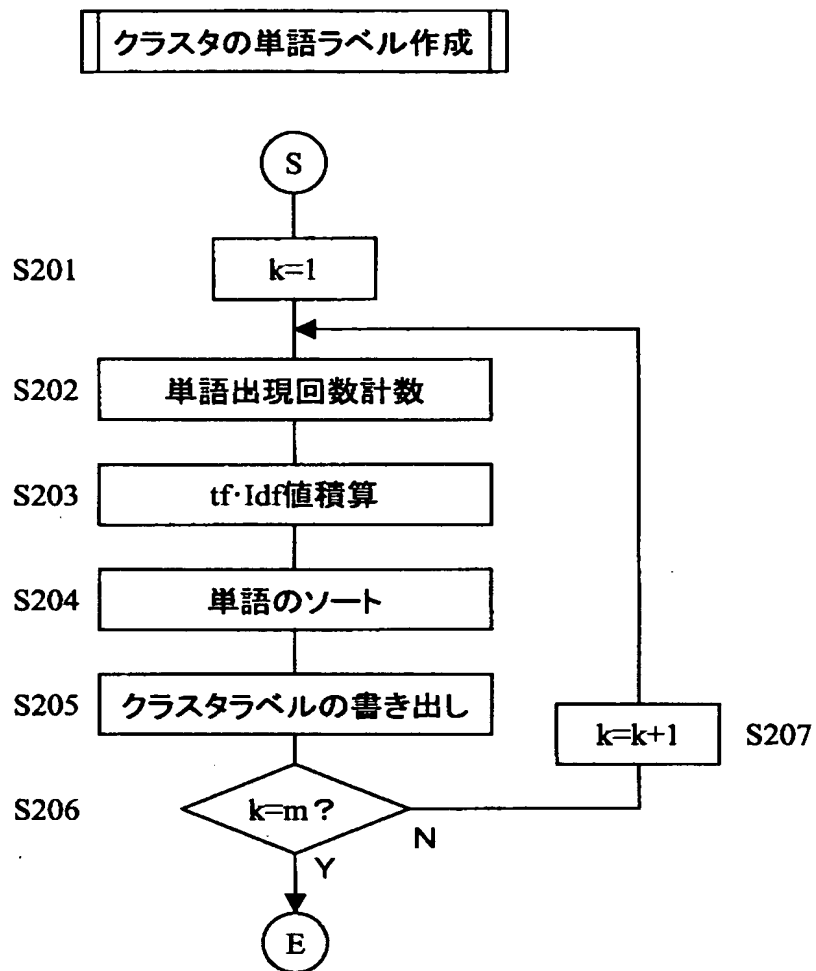 クラスタの単語ラベル作成
S
S201
k=1
S202
単語出現回数計数
S203
tf·Idf値積算
S204
単語のソート
S205
クラスタラベルの書き出し
k=k+1
S207
S206
k=m？
N
Y
E